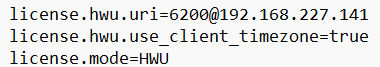 license.hwu.uri=6200@192.168.227.141
license.hwu.use_client_timezone=true
license.mode=HWU